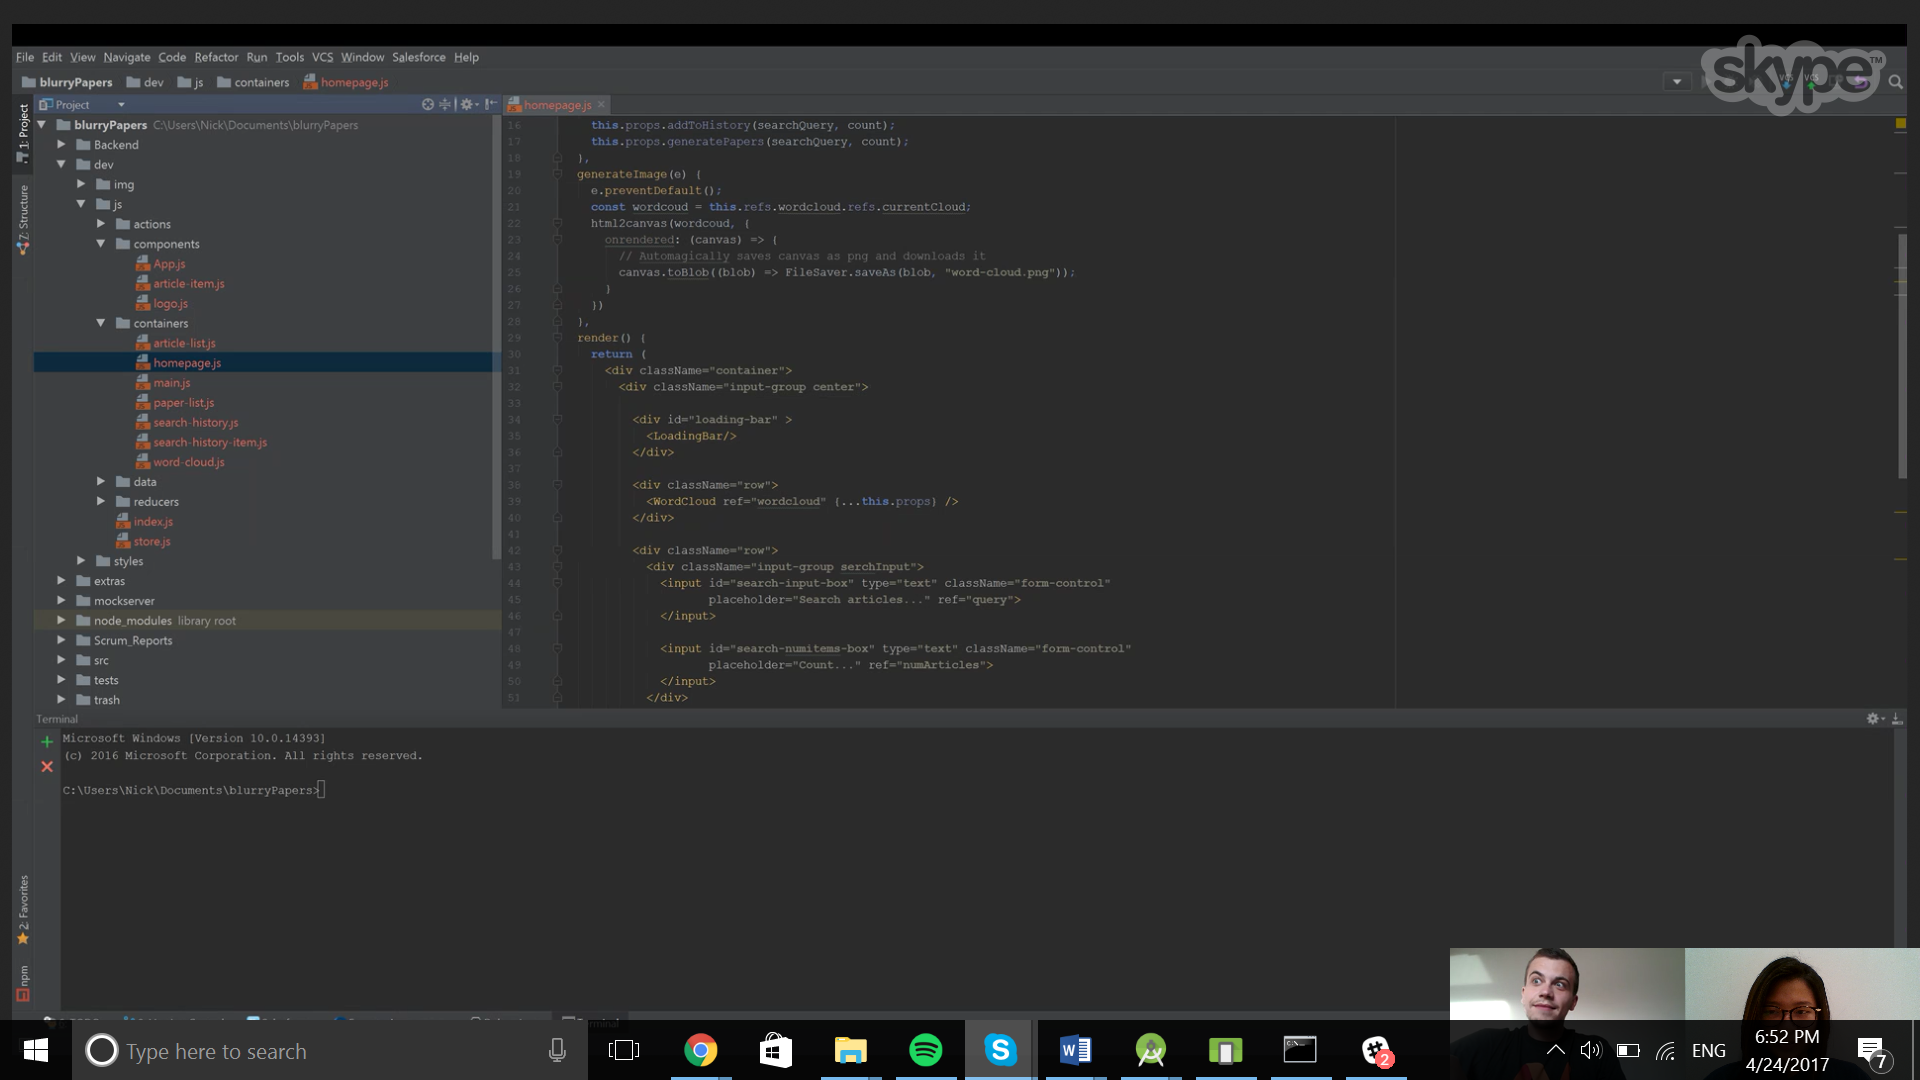 File Edit View Navigate Code Refactor Run Tools VCS Window Salesforce Help
skype™
blurryPapers dev js containers homepage.js
VCS VCS
Project
homepage.js
1: Project
7: Structure
2: Favorites
npm
blurryPapers C:\Users\Nick\Documents\blurryPapers
Backend
dev
img
js
actions
components
App.js
article-item.js
logo.js
containers
article-list.js
homepage.js
main.js
paper-list.js
search-history.js
search-history-item.js
word-cloud.js
data
reducers
index.js
store.js
styles
extras
mockserver
node_modules library root
Scrum_Reports
src
tests
trash
16 this.props.addToHistory(searchQuery, count);
17 this.props.generatePapers(searchQuery, count);
18 },
19 generateImage(e) {
20 e.preventDefault();
21 const wordcoud = this.refs.wordcloud.refs.currentCloud;
22 html2canvas(wordcoud, {
23 onrendered: (canvas) => {
24 // Automagically saves canvas as png and downloads it
25 canvas.toBlob((blob) => FileSaver.saveAs(blob, "word-cloud.png"));
26 }
27 })
28 },
29 render() {
30 return (
31 <div className="container">
32 <div className="input-group center">
33
34 <div id="loading-bar" >
35 <LoadingBar/>
36 </div>
37
38 <div className="row">
39 <WordCloud ref="wordcloud" {...this.props} />
40 </div>
41
42 <div className="row">
43 <div className="input-group serchInput">
44 <input id="search-input-box" type="text" className="form-control"
45 placeholder="Search articles..." ref="query">
46 </input>
47
48 <input id="search-numitems-box" type="text" className="form-control"
49 placeholder="Count..." ref="numArticles">
50 </input>
51 </div>
Terminal
Microsoft Windows [Version 10.0.14393]
(c) 2016 Microsoft Corporation. All rights reserved.
C:\Users\Nick\Documents\blurryPapers>
Type here to search
2
ENG
6:52 PM
4/24/2017
7